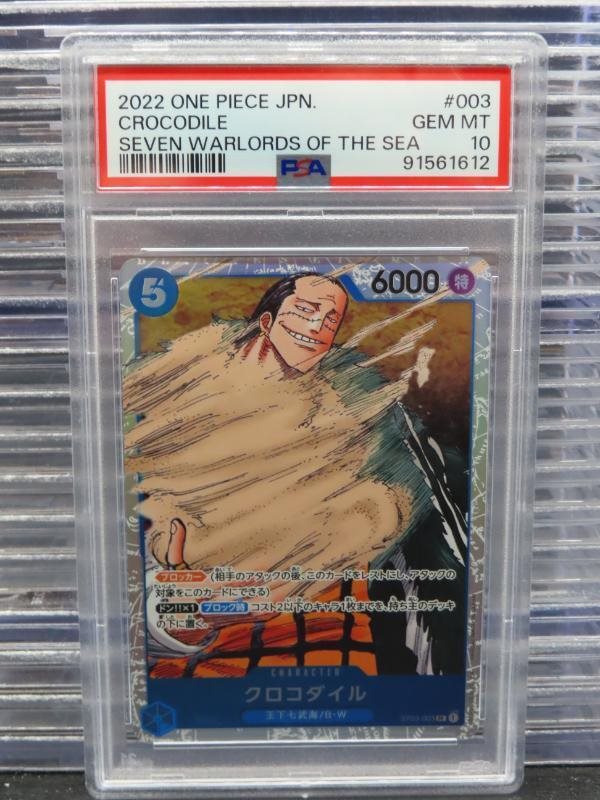 2022 ONE PIECE JPN. #003
CROCODILE GEM MT
SEVEN WARLORDS OF THE SEA 10
PSA 91561612
5 6000 特
ブロッカー (相手のアタックの後、このカードをレストにし、アタックの
対象をこのカードにできる)
ドン!!×1 ブロック時 コスト2以下のキャラ1枚までを、持ち主のデッキ
の下に置く。
CHARACTER
クロコダイル
王下七武海/B・W
ST03-003 1